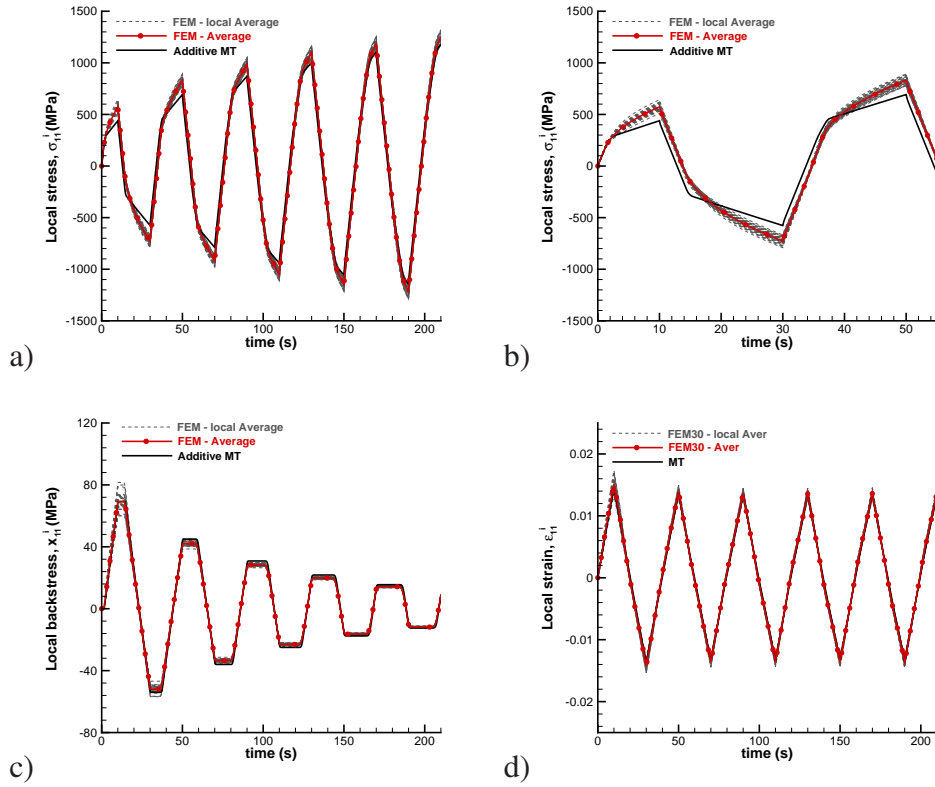 FEM - local Average
FEM - Average
Additive MT
1500
1000
500
0
-500
-1000
-1500
0 50 100 150 200
Local stress, σ₁₁ⁱ (MPa)
time (s)
a)
FEM - local Average
FEM - Average
Additive MT
1500
1000
500
0
-500
-1000
-1500
0 10 20 30 40 50
Local stress, σ₁₁ⁱ (MPa)
time (s)
b)
FEM - local Average
FEM - Average
Additive MT
120
80
40
0
-40
-80
0 50 100 150 200
Local backstress, x₁₁ⁱ (MPa)
time (s)
c)
FEM30 - local Aver
FEM30 - Aver
MT
0.02
0.01
0
-0.01
-0.02
0 50 100 150 200
Local strain, ε₁₁ⁱ
time (s)
d)